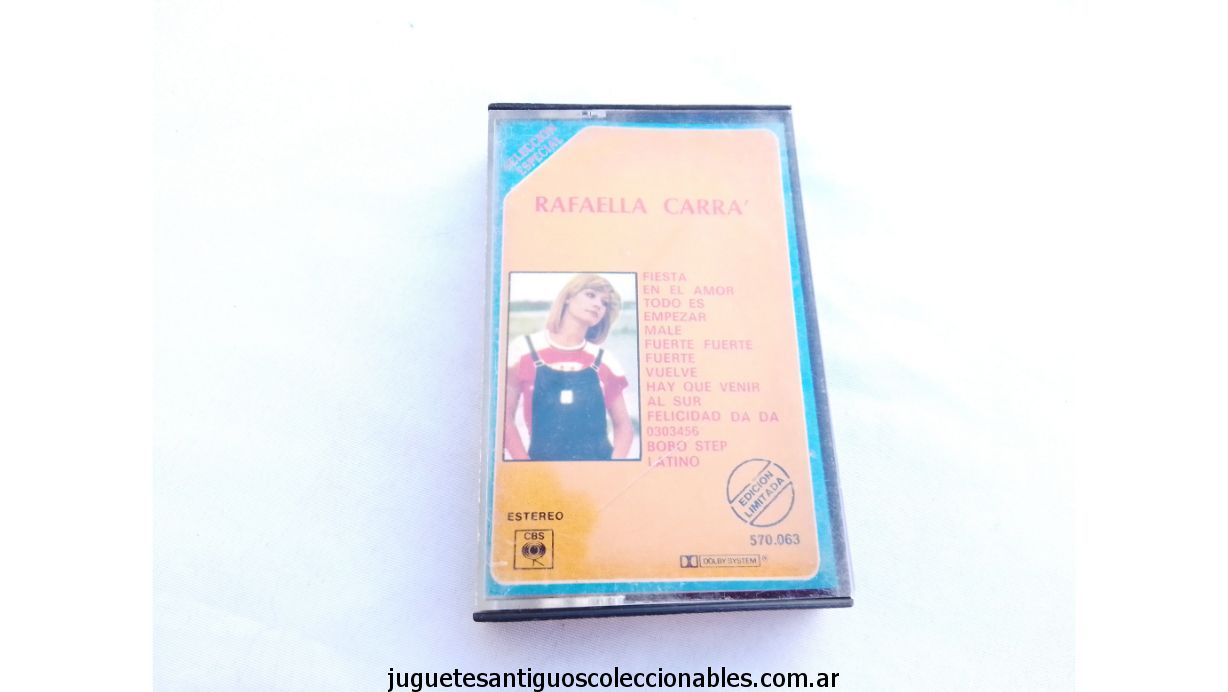 SELECCION
ESPECIAL
RAFAELLA CARRA'
FIESTA
EN EL AMOR
TODO ES
EMPEZAR
MALE
FUERTE FUERTE
FUERTE
VUELVE
HAY QUE VENIR
AL SUR
FELICIDAD DA DA
0303456
BOBO STEP
LATINO
EDICION
LIMITADA
ESTEREO
CBS
570.063
DOLBY SYSTEM
juguetesantiguoscoleccionables.com.ar